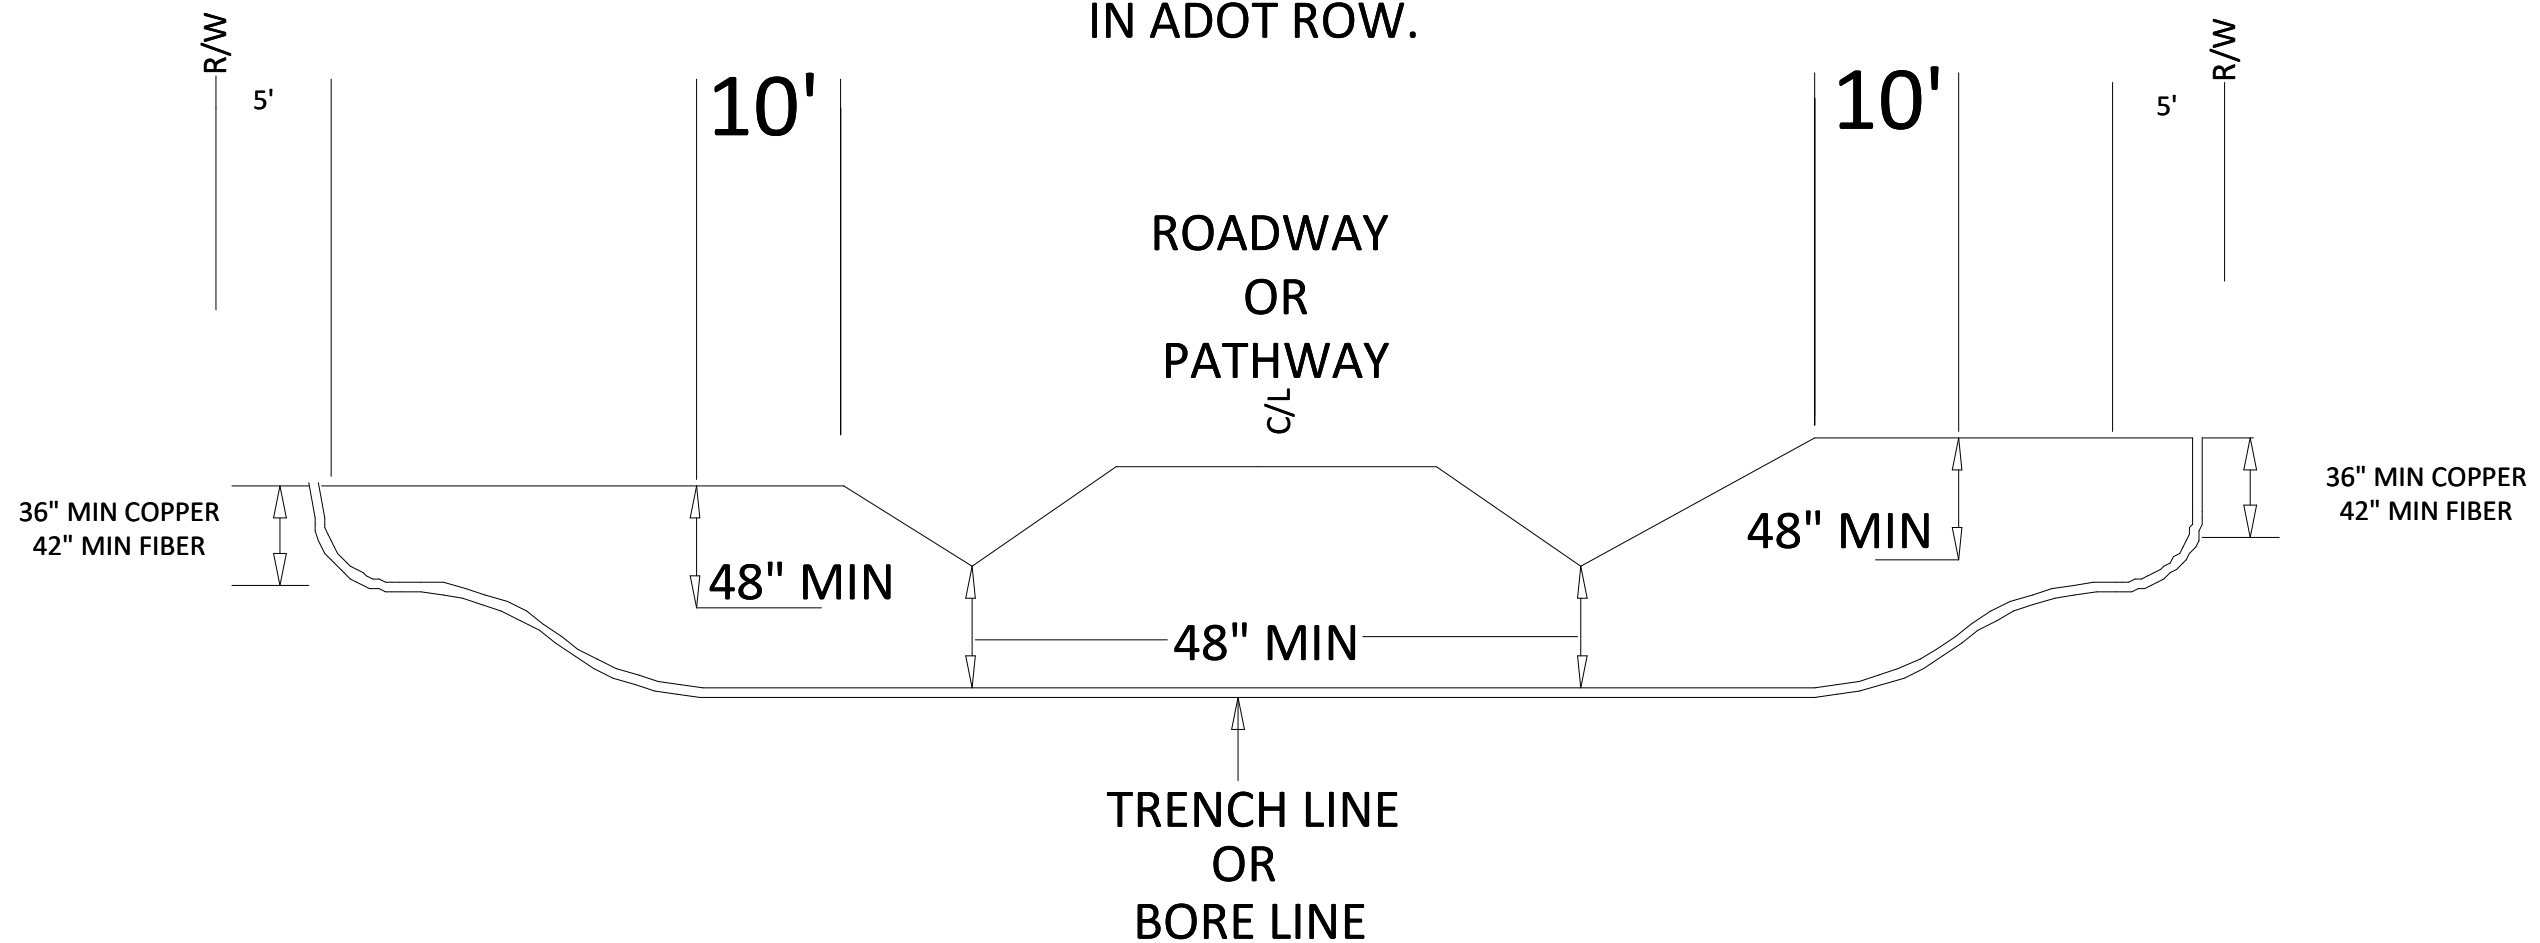 IN ADOT ROW.
R/W
5'
10'
10'
5'
R/W
ROADWAY
OR
PATHWAY
C/L
36" MIN COPPER
42" MIN FIBER
48" MIN
48" MIN
48" MIN
36" MIN COPPER
42" MIN FIBER
TRENCH LINE
OR
BORE LINE